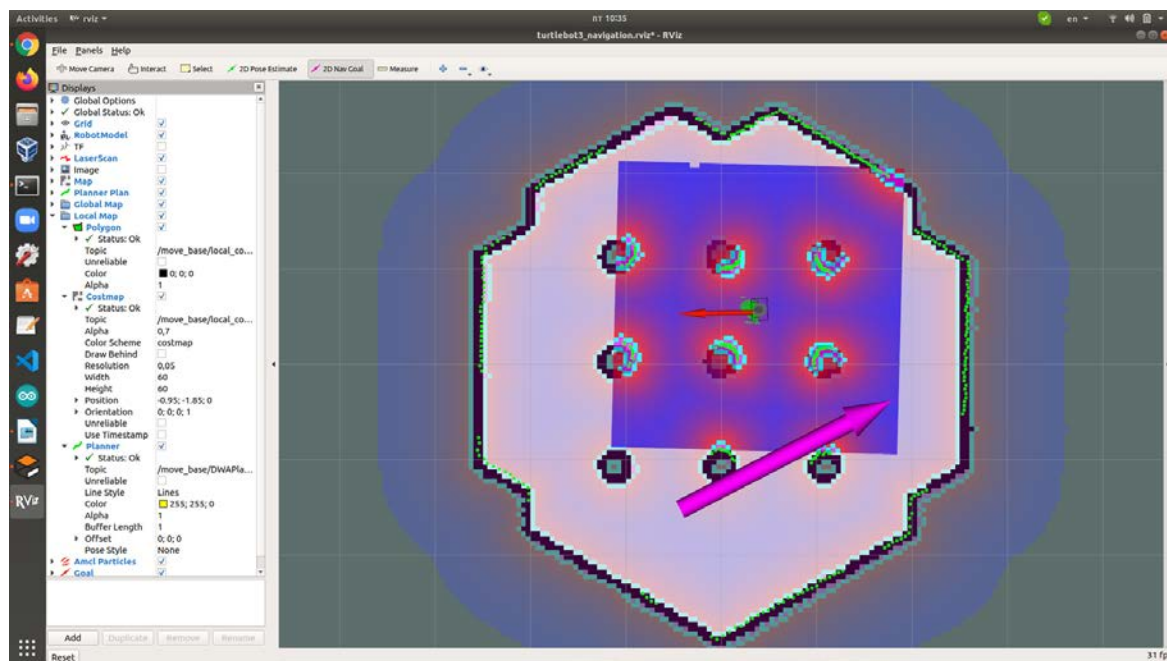 Activities
rviz
пт 10:35
en
turtlebot3_navigation.rviz* - RViz
File Panels Help
Move Camera Interact Select 2D Pose Estimate 2D Nav Goal Measure
Displays
Global Options
Global Status: Ok
Grid
RobotModel
TF
LaserScan
Image
Map
Planner Plan
Global Map
Local Map
Polygon
Status: Ok
Topic /move_base/local_co...
Unreliable
Color 0; 0; 0
Alpha 1
Costmap
Status: Ok
Topic /move_base/local_co...
Alpha 0,7
Color Scheme costmap
Draw Behind
Resolution 0,05
Width 60
Height 60
Position -0.95; -1.85; 0
Orientation 0; 0; 0; 1
Unreliable
Use Timestamp
Planner
Status: Ok
Topic /move_base/DWAPla...
Unreliable
Line Style Lines
Color 255; 255; 0
Alpha 1
Buffer Length 1
Offset 0; 0; 0
Pose Style None
Amcl Particles
Goal
Add Duplicate Remove Rename
Reset
31 fp
RViz